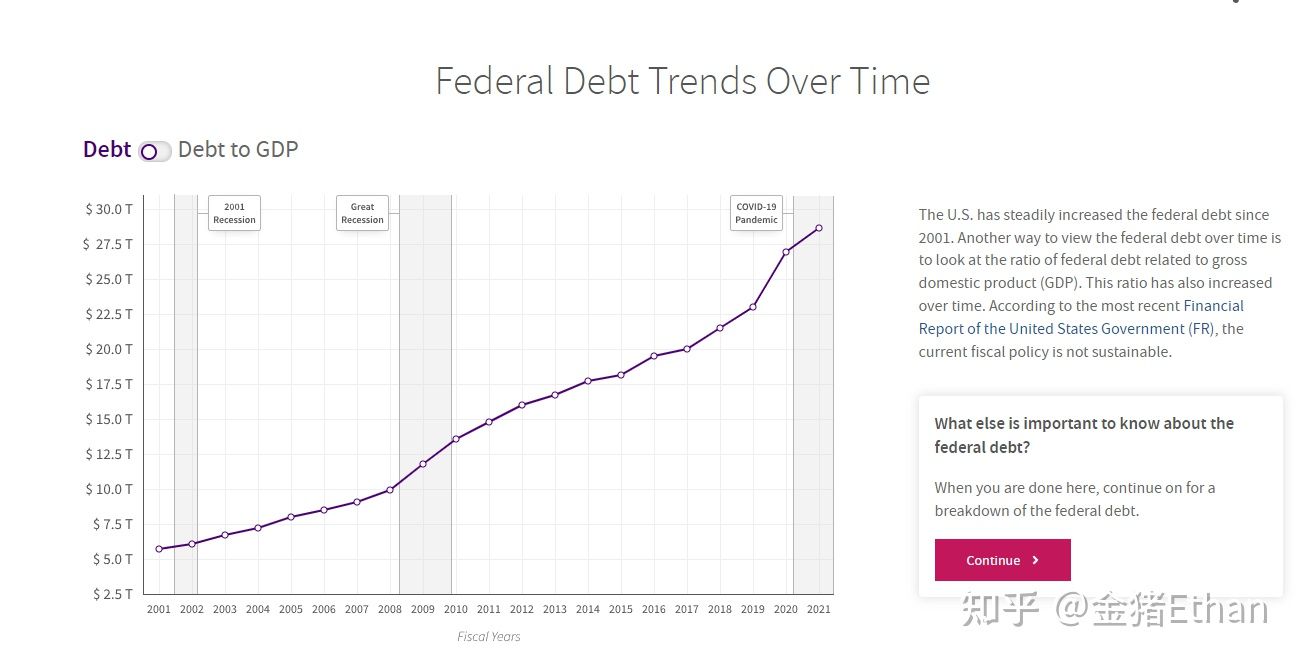 Federal Debt Trends Over Time
Debt Debt to GDP
$ 30.0 T
$ 27.5 T
$ 25.0 T
$ 22.5 T
$ 20.0 T
$ 17.5 T
$ 15.0 T
$ 12.5 T
$ 10.0 T
$ 7.5 T
$ 5.0 T
$ 2.5 T
2001
Recession
Great
Recession
COVID-19
Pandemic
2001 2002 2003 2004 2005 2006 2007 2008 2009 2010 2011 2012 2013 2014 2015 2016 2017 2018 2019 2020 2021
Fiscal Years
The U.S. has steadily increased the federal debt since
2001. Another way to view the federal debt over time is
to look at the ratio of federal debt related to gross
domestic product (GDP). This ratio has also increased
over time. According to the most recent Financial
Report of the United States Government (FR), the
current fiscal policy is not sustainable.
What else is important to know about the
federal debt?
When you are done here, continue on for a
breakdown of the federal debt.
Continue
知乎 @金猪Ethan